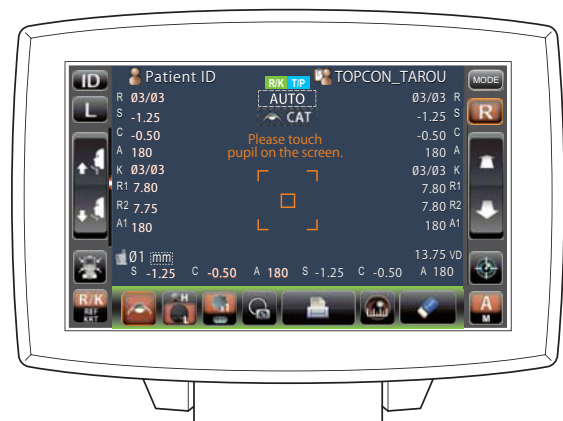 ID Patient ID R/K T/P TOPCON_TAROU MODE
R 03/03 AUTO 03/03 R
L S -1.25 CAT -1.25 S R
C -0.50 Please touch -0.50 C
A 180 pupil on the screen. 180 A
K 03/03 03/03 K
R1 7.80 7.80 R1
R2 7.75 7.80 R2
A1 180 180 A1
01 mm 13.75 VD
S -1.25 C -0.50 A 180 S -1.25 C -0.50 A 180
R/K H A
REF L M
KRT